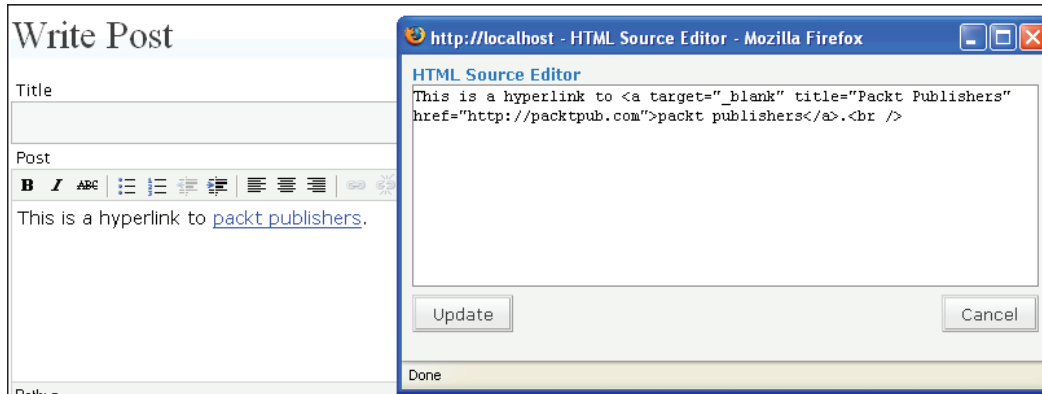 Write Post
Title
Post
B I ABC
This is a hyperlink to packt publishers.
http://localhost - HTML Source Editor - Mozilla Firefox
HTML Source Editor
This is a hyperlink to <a target="_blank" title="Packt Publishers"
href="http://packtpub.com">packt publishers</a>.<br />
Update
Cancel
Done